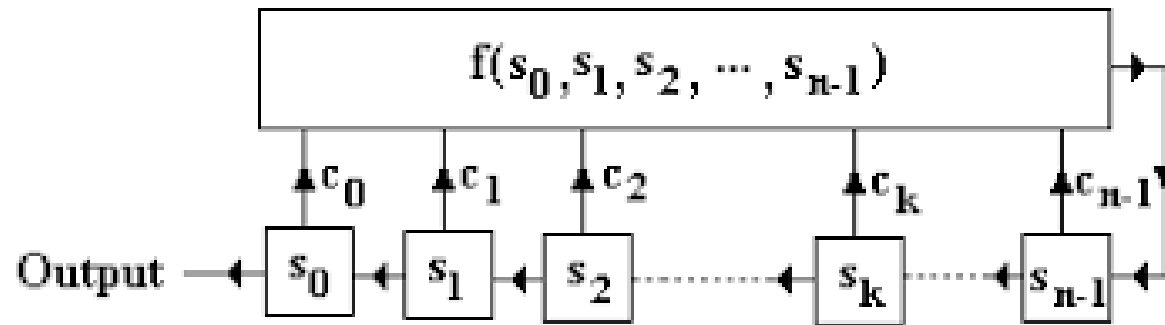 f(s₀,s₁,s₂, ... ,sₙ₋₁)
c₀ c₁ c₂ cₖ cₙ₋₁
Output s₀ s₁ s₂ sₖ sₙ₋₁